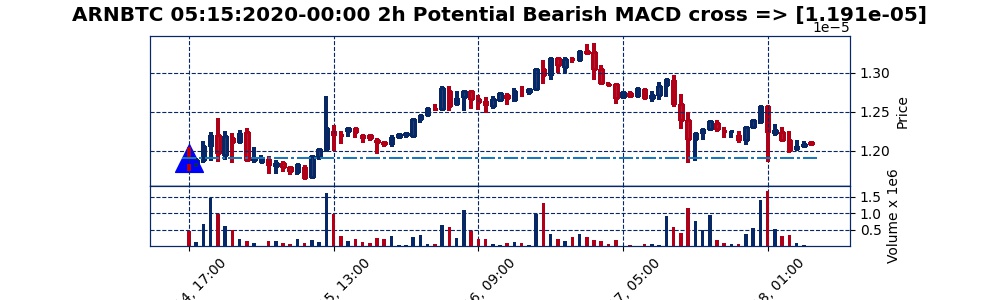 ARNBTC 05:15:2020-00:00 2h Potential Bearish MACD cross => [1.191e-05]
1e−5
1.30
1.25
1.20
Price
1.5
1.0
0.5
Volume x 1e6
4, 17:00
5, 13:00
6, 09:00
7, 05:00
8, 01:00